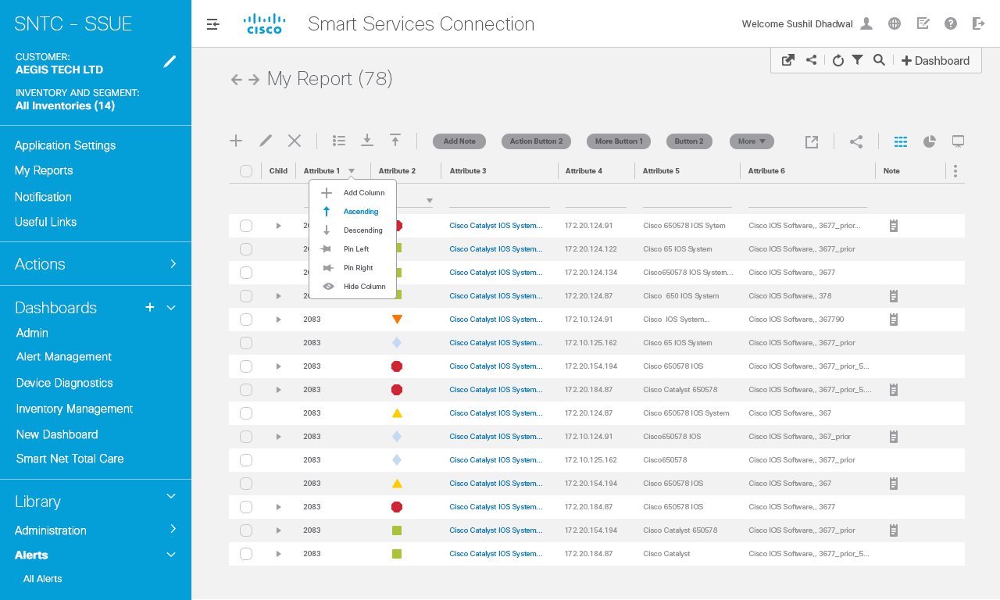 SNTC – SSUE
CUSTOMER:
AEGIS TECH LTD
INVENTORY AND SEGMENT:
All Inventories (14)
Application Settings
My Reports
Notification
Useful Links
Actions
Dashboards
Admin
Alert Management
Device Diagnostics
Inventory Management
New Dashboard
Smart Net Total Care
Library
Administration
Alerts
All Alerts
CISCO
Smart Services Connection
Welcome Sushil Dhadwal
Dashboard
My Report (78)
Add Note Action Button 2 More Button 1 Button 2 More
Child Attribute 1 Attribute 2 Attribute 3 Attribute 4 Attribute 5 Attribute 6 Note
Add Column
Ascending
Descending
Pin Left
Pin Right
Hide Column
Cisco Catalyst IOS System... 172.20.124.91 Cisco 650578 IOS Sytem Cisco IOS Software,, 3677_prior...
Cisco Catalyst IOS System... 172.20.124.122 Cisco 65 IOS System Cisco IOS Software,, 3677_prior
Cisco Catalyst IOS System... 172.20.124.134 Cisco650578 IOS System... Cisco IOS Software,, 3677
Cisco Catalyst IOS System... 172.20.124.87 Cisco 650 IOS System Cisco IOS Software,, 378
2083 Cisco Catalyst IOS System... 172.10.124.91 Cisco IOS System... Cisco IOS Software,, 367790
2083 Cisco Catalyst IOS System... 172.10.125.162 Cisco 65 IOS System Cisco IOS Software,, 3677_prior
2083 Cisco Catalyst IOS System... 172.20.154.194 Cisco 650578 IOS Cisco IOS Software,, 3677_prior_5...
2083 Cisco Catalyst IOS System... 172.20.184.87 Cisco Catalyst 650578 Cisco IOS Software,, 3677_prior_5....
2083 Cisco Catalyst IOS System... 172.20.124.87 Cisco 650578 IOS System Cisco IOS Software,, 367
2083 Cisco Catalyst IOS System... 172.10.124.91 Cisco650578 IOS Cisco IOS Software,, 367_prior
2083 Cisco Catalyst IOS System... 172.10.125.162 Cisco650578 Cisco IOS Software,, 3677_prior
2083 Cisco Catalyst IOS System... 172.20.154.194 Cisco 650578 IOS Cisco IOS Software,, 367
2083 Cisco Catalyst IOS System... 172.20.184.87 Cisco 650578 IOS Cisco IOS Software,, 3677
2083 Cisco Catalyst IOS System... 172.20.154.194 Cisco Catalyst 650578 Cisco IOS Software,, 3677_prior
2083 Cisco Catalyst IOS System... 172.20.184.87 Cisco Catalyst Cisco IOS Software,, 3677_prior_5...